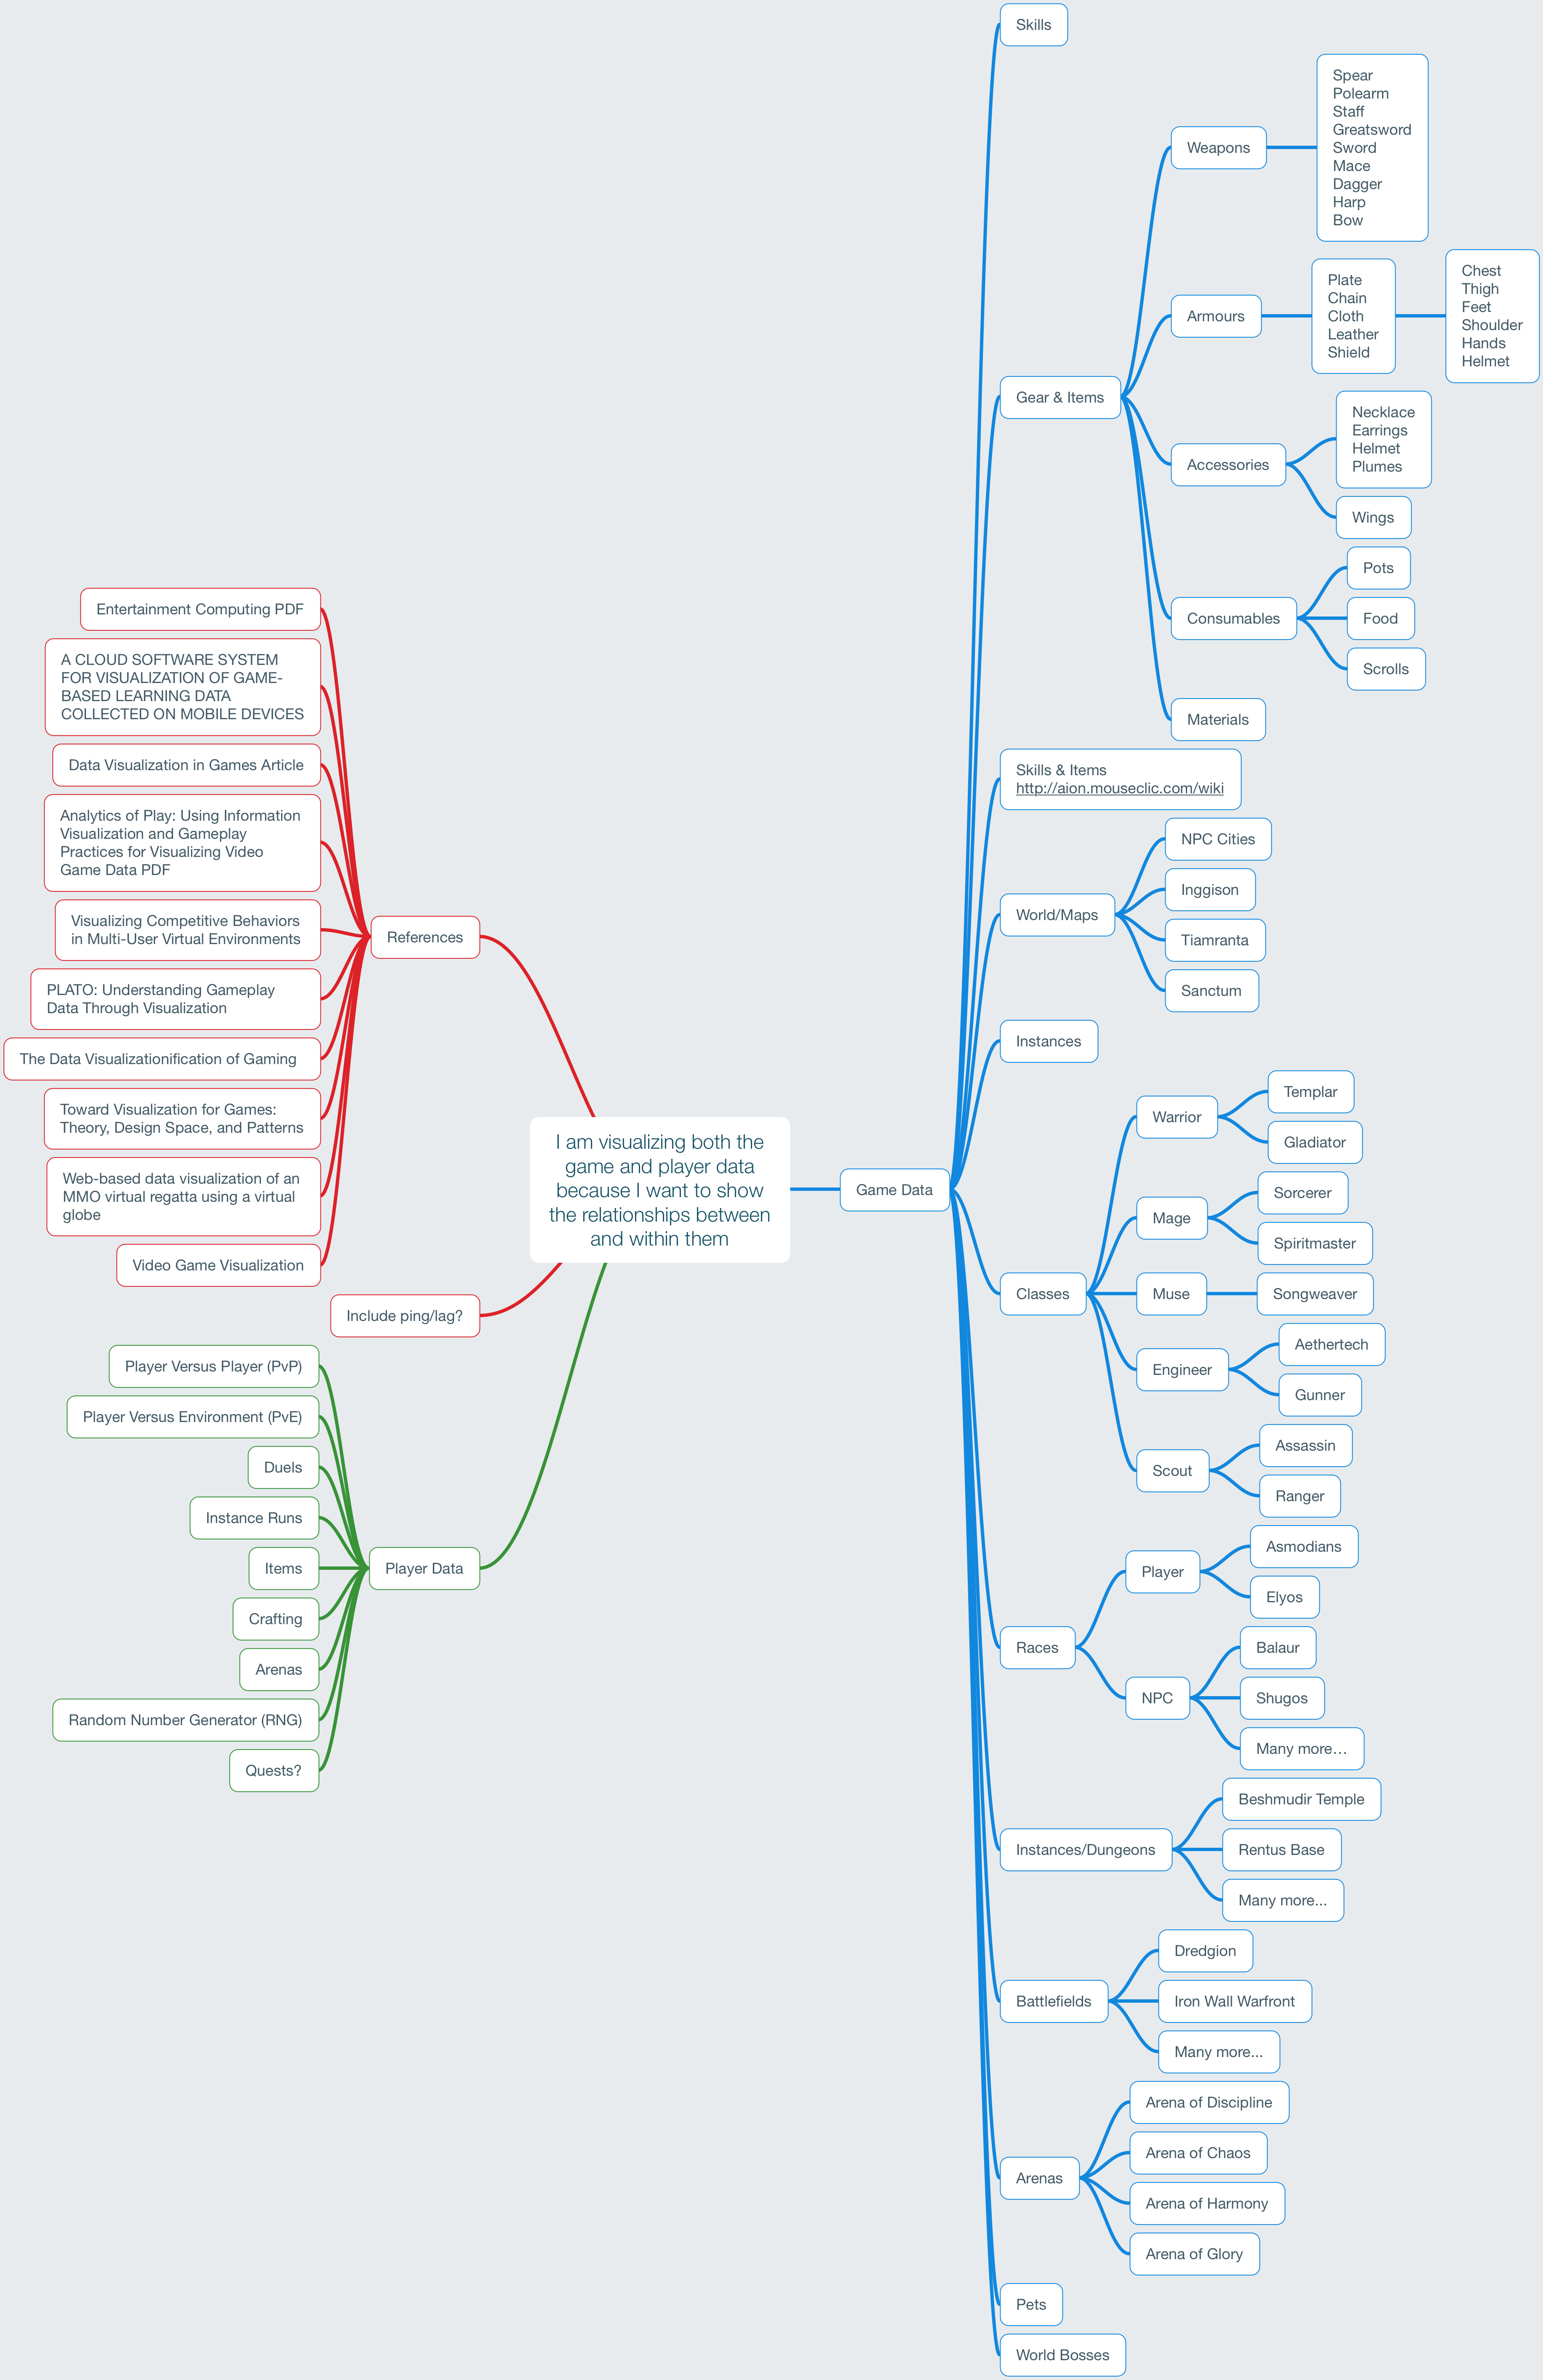 I am visualizing both the
game and player data
because I want to show
the relationships between
and within them
References
Entertainment Computing PDF
A CLOUD SOFTWARE SYSTEM
FOR VISUALIZATION OF GAME-
BASED LEARNING DATA
COLLECTED ON MOBILE DEVICES
Data Visualization in Games Article
Analytics of Play: Using Information
Visualization and Gameplay
Practices for Visualizing Video
Game Data PDF
Visualizing Competitive Behaviors
in Multi-User Virtual Environments
PLATO: Understanding Gameplay
Data Through Visualization
The Data Visualizationification of Gaming
Toward Visualization for Games:
Theory, Design Space, and Patterns
Web-based data visualization of an
MMO virtual regatta using a virtual
globe
Video Game Visualization
Include ping/lag?
Player Data
Player Versus Player (PvP)
Player Versus Environment (PvE)
Duels
Instance Runs
Items
Crafting
Arenas
Random Number Generator (RNG)
Quests?
Game Data
Skills
Gear & Items
Weapons
Spear
Polearm
Staff
Greatsword
Sword
Mace
Dagger
Harp
Bow
Armours
Plate
Chain
Cloth
Leather
Shield
Chest
Thigh
Feet
Shoulder
Hands
Helmet
Accessories
Necklace
Earrings
Helmet
Plumes
Wings
Consumables
Pots
Food
Scrolls
Materials
Skills & Items
http://aion.mouseclic.com/wiki
World/Maps
NPC Cities
Inggison
Tiamranta
Sanctum
Instances
Classes
Warrior
Templar
Gladiator
Mage
Sorcerer
Spiritmaster
Muse
Songweaver
Engineer
Aethertech
Gunner
Scout
Assassin
Ranger
Races
Player
Asmodians
Elyos
NPC
Balaur
Shugos
Many more…
Instances/Dungeons
Beshmudir Temple
Rentus Base
Many more...
Battlefields
Dredgion
Iron Wall Warfront
Many more...
Arenas
Arena of Discipline
Arena of Chaos
Arena of Harmony
Arena of Glory
Pets
World Bosses